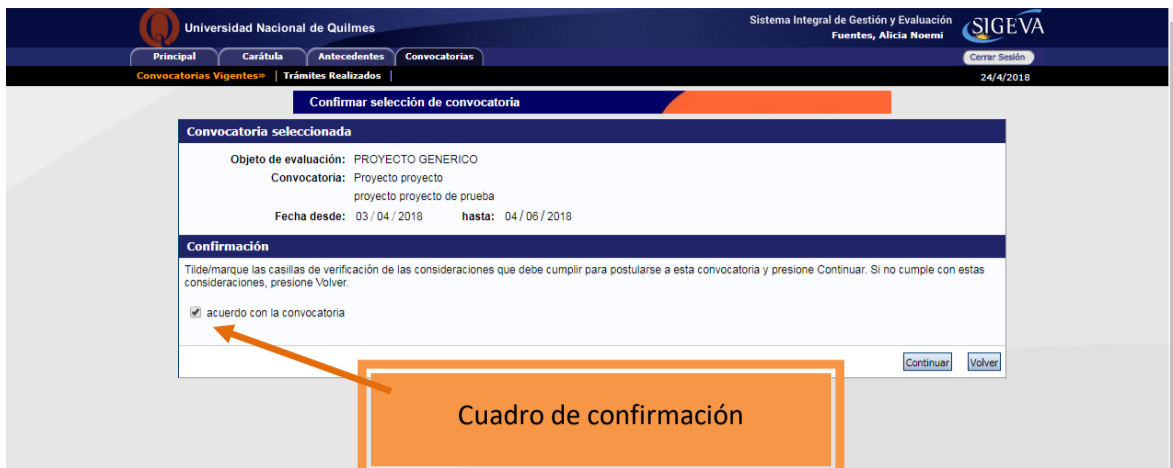 Universidad Nacional de Quilmes
Sistema Integral de Gestión y Evaluación
Fuentes, Alicia Noemi
SIGEVA
Principal Carátula Antecedentes Convocatorias
Cerrar Sesión
Convocatorias Vigentes» | Trámites Realizados |
24/4/2018
Confirmar selección de convocatoria
Convocatoria seleccionada
Objeto de evaluación: PROYECTO GENERICO
Convocatoria: Proyecto proyecto
proyecto proyecto de prueba
Fecha desde: 03 / 04 / 2018 hasta: 04 / 06 / 2018
Confirmación
Tilde/marque las casillas de verificación de las consideraciones que debe cumplir para postularse a esta convocatoria y presione Continuar. Si no cumple con estas
consideraciones, presione Volver.
acuerdo con la convocatoria
Continuar Volver
Cuadro de confirmación